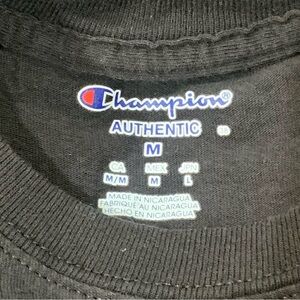 Champion®
AUTHENTIC
M
CA MEX JPN
M/M M L
MADE IN NICARAGUA
FABRIQUÉ AU NICARAGUA
HECHO EN NICARAGUA